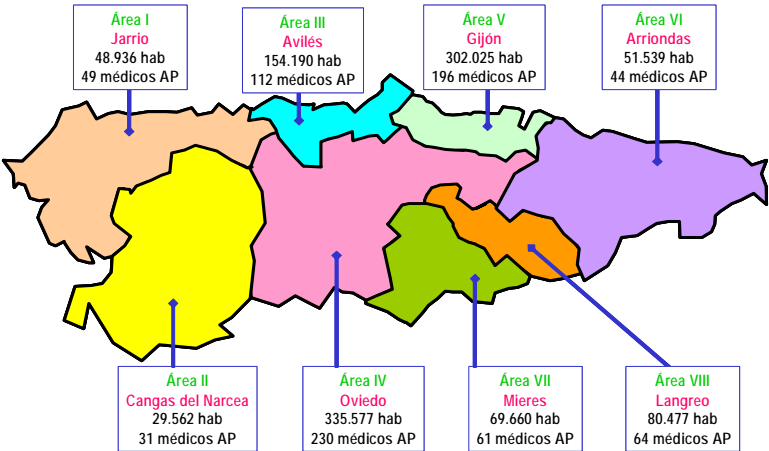 Área I
Jarrio
48.936 hab
49 médicos AP
Área III
Avilés
154.190 hab
112 médicos AP
Área V
Gijón
302.025 hab
196 médicos AP
Área VI
Arriondas
51.539 hab
44 médicos AP
Área II
Cangas del Narcea
29.562 hab
31 médicos AP
Área IV
Oviedo
335.577 hab
230 médicos AP
Área VII
Mieres
69.660 hab
61 médicos AP
Área VIII
Langreo
80.477 hab
64 médicos AP